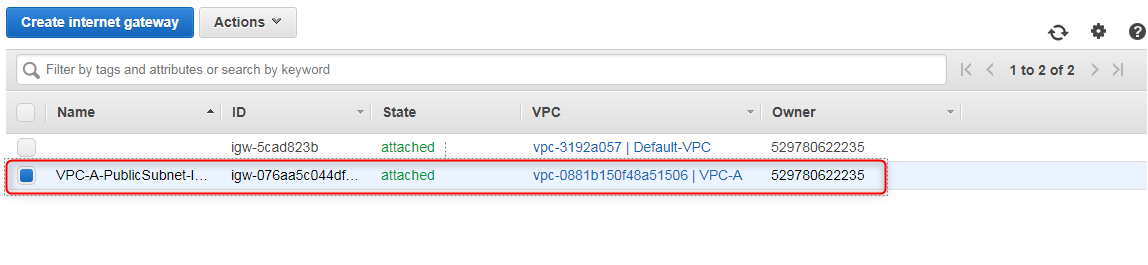 Create internet gateway Actions
Filter by tags and attributes or search by keyword 1 to 2 of 2
Name ID State VPC Owner
igw-5cad823b attached vpc-3192a057 | Default-VPC 529780622235
VPC-A-PublicSubnet-I... igw-076aa5c044df... attached vpc-0881b150f48a51506 | VPC-A 529780622235